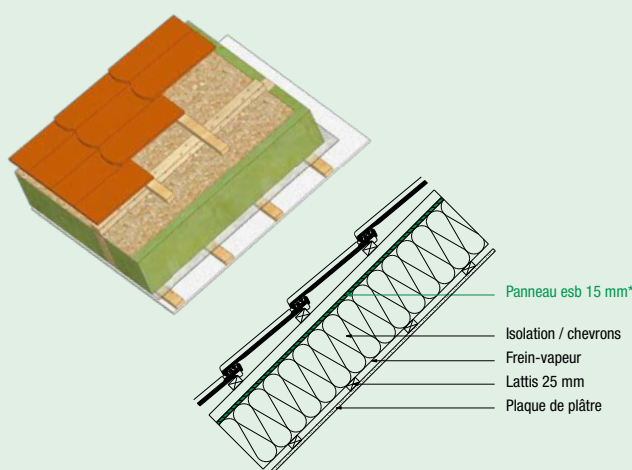 Panneau esb 15 mm*
Isolation / chevrons
Frein-vapeur
Lattis 25 mm
Plaque de plâtre